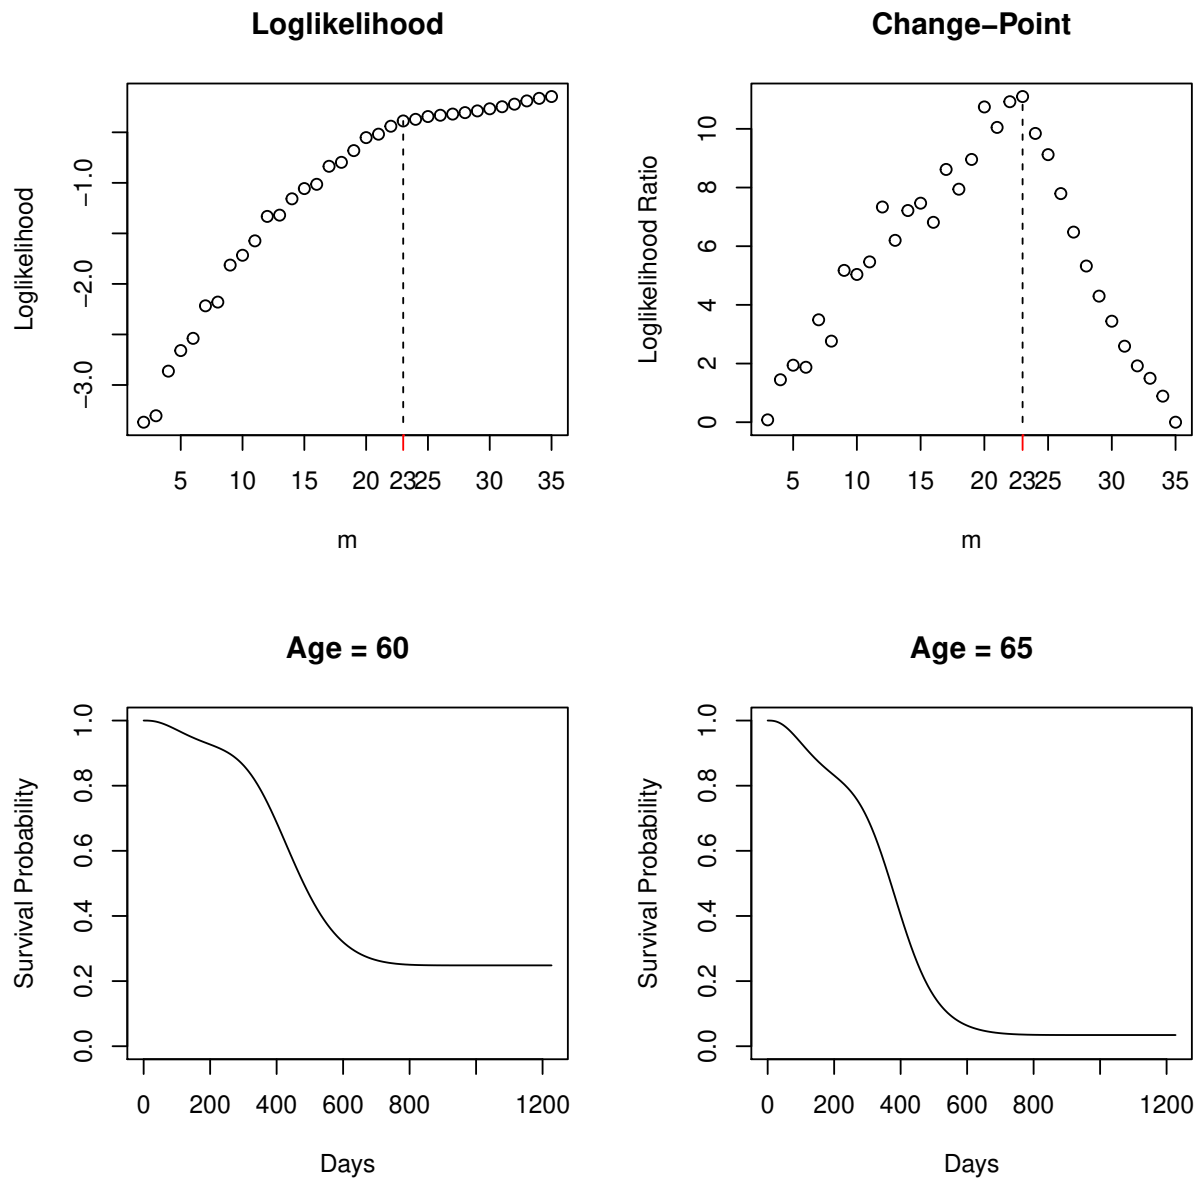 Loglikelihood
Loglikelihood
−1.0
−2.0
−3.0
5 10 15 20 23 25 30 35
m
Change−Point
Loglikelihood Ratio
10
8
6
4
2
0
5 10 15 20 23 25 30 35
m
Age = 60
Survival Probability
1.0
0.8
0.6
0.4
0.2
0.0
0 200 400 600 800 1200
Days
Age = 65
Survival Probability
1.0
0.8
0.6
0.4
0.2
0.0
0 200 400 600 800 1200
Days